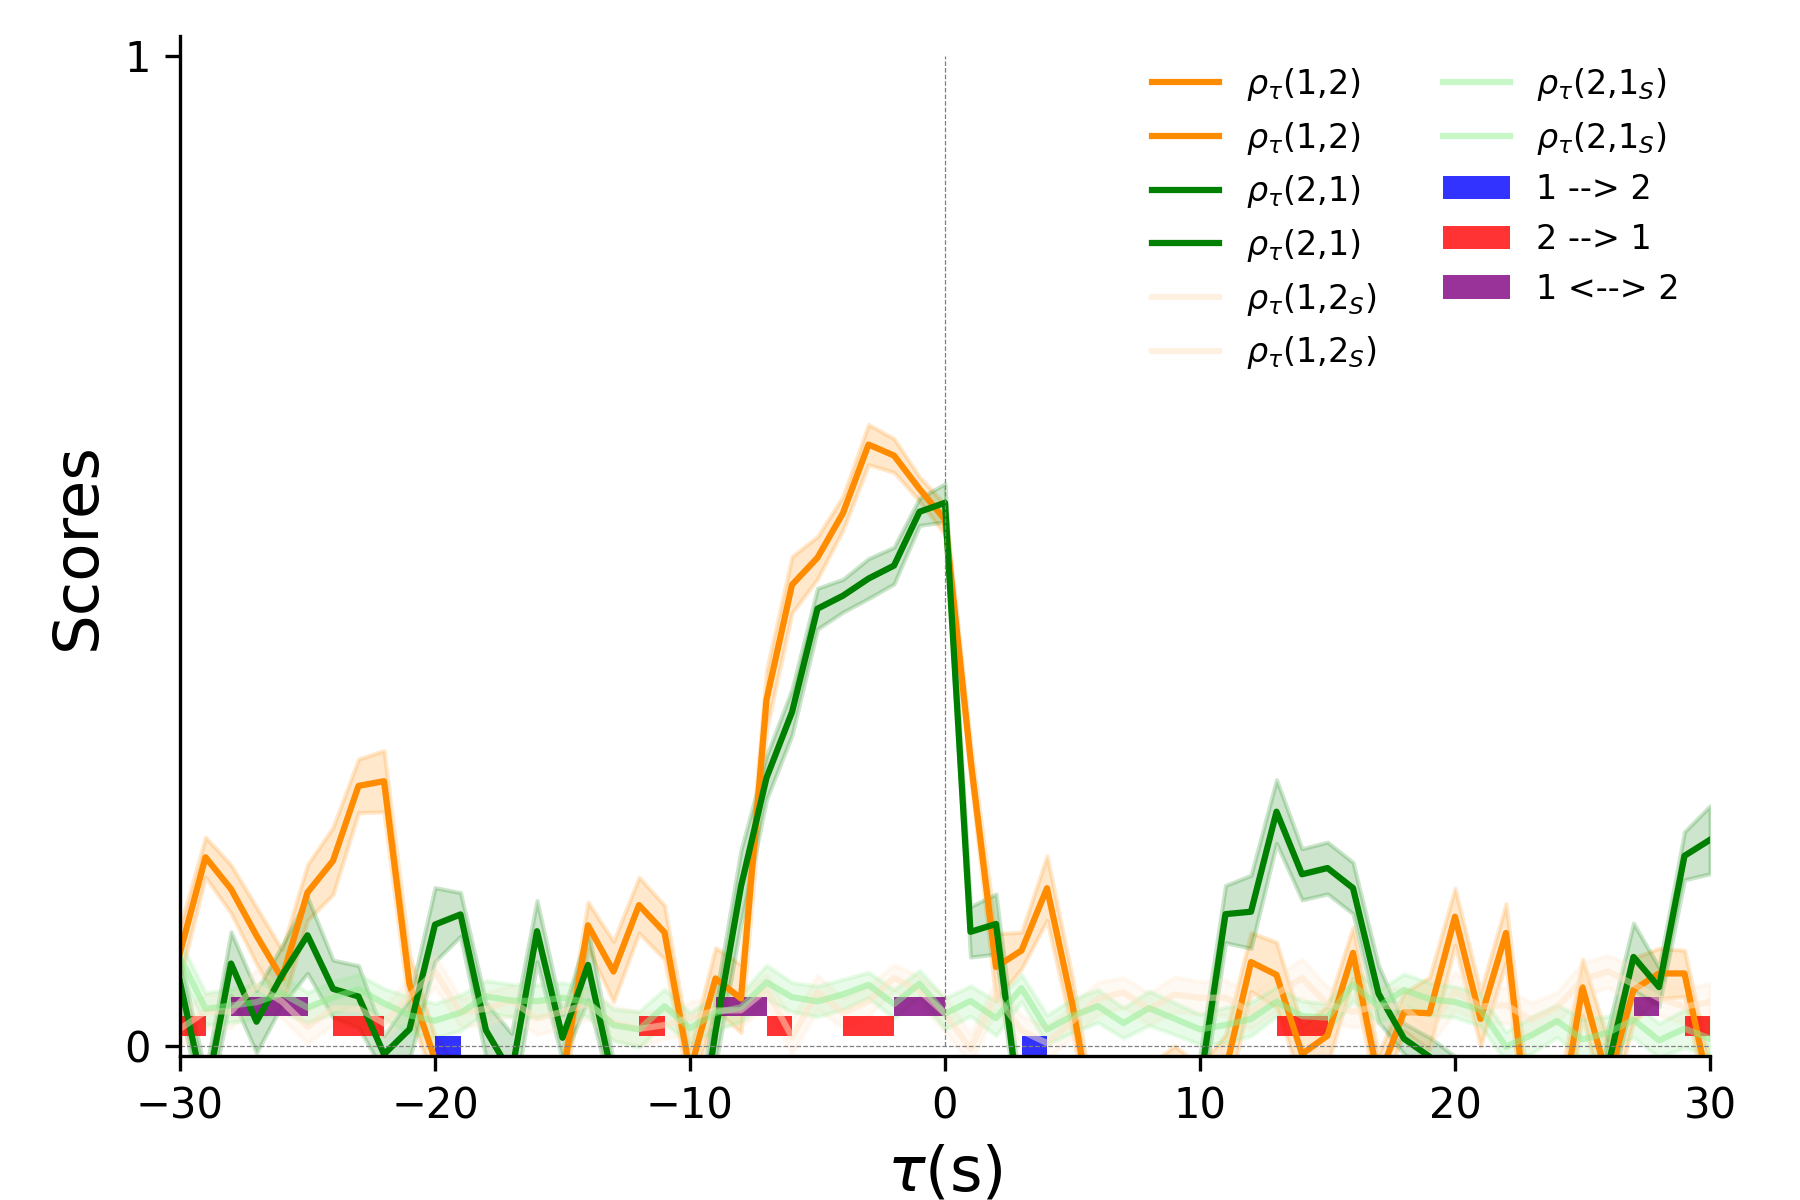 1
0
Scores
−30 −20 −10 0 10 20 30
τ(s)
ρτ(1,2)
ρτ(1,2)
ρτ(2,1)
ρτ(2,1)
ρτ(1,2S)
ρτ(1,2S)
ρτ(2,1S)
ρτ(2,1S)
1 --> 2
2 --> 1
1 <--> 2